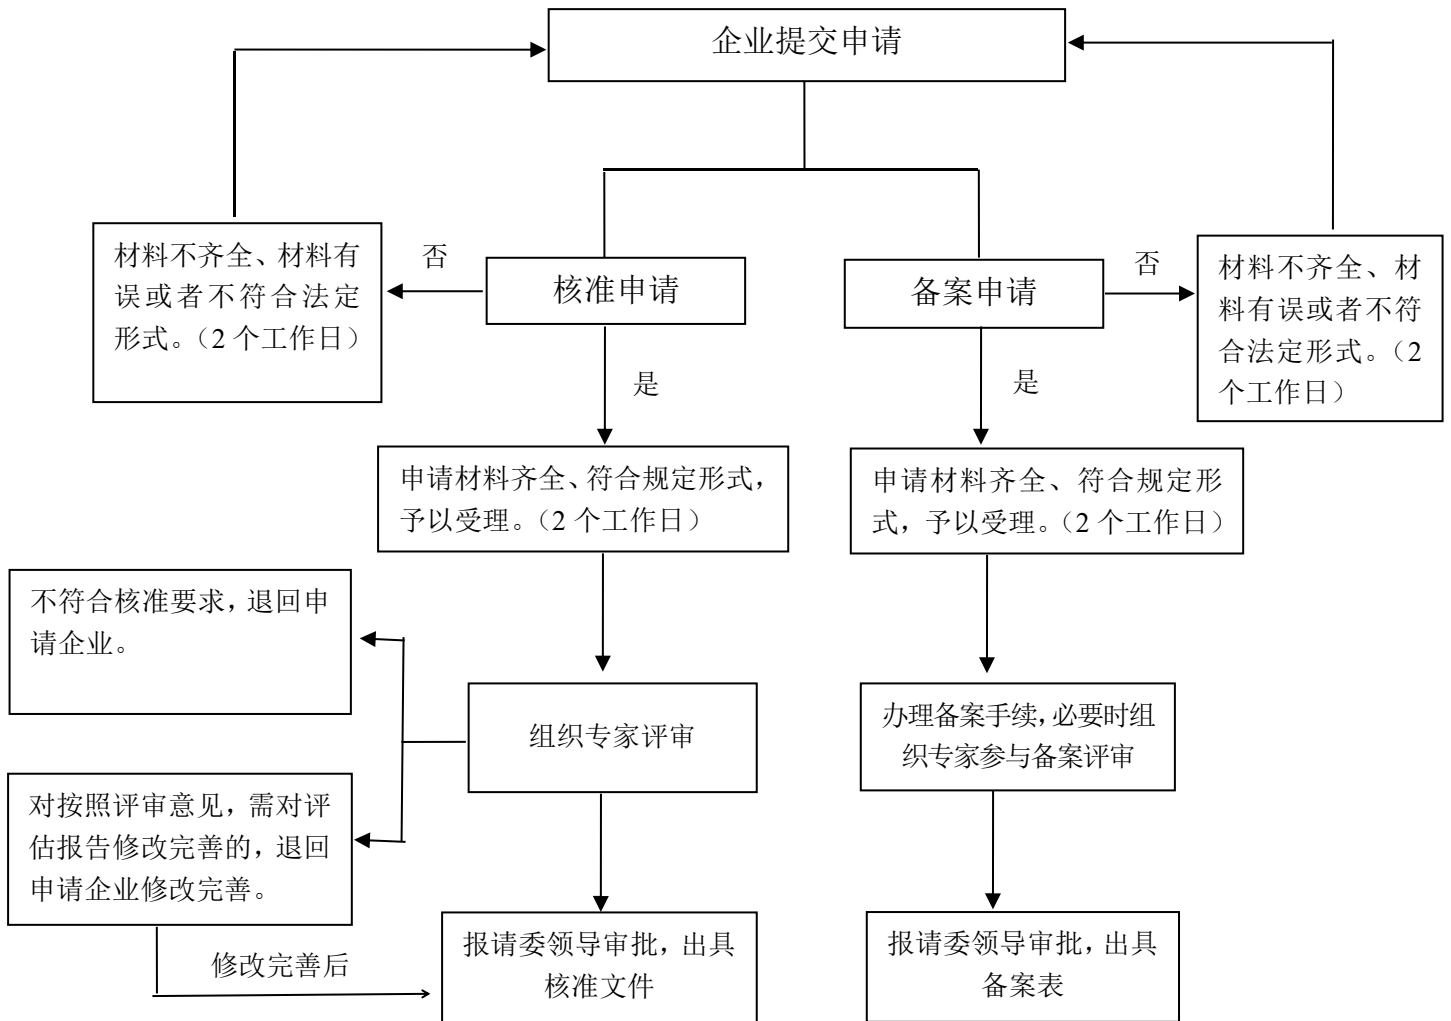 企业提交申请
材料不齐全、材料有
误或者不符合法定
形式。（2 个工作日）
否
核准申请
备案申请
否
材料不齐全、材
料有误或者不符
合法定形式。（2
个工作日）
是
是
申请材料齐全、符合规定形式，
予以受理。（2 个工作日）
申请材料齐全、符合规定形
式，予以受理。（2 个工作日）
不符合核准要求，退回申
请企业。
组织专家评审
办理备案手续，必要时组
织专家参与备案评审
对按照评审意见，需对评
估报告修改完善的，退回
申请企业修改完善。
修改完善后
报请委领导审批，出具
核准文件
报请委领导审批，出具
备案表